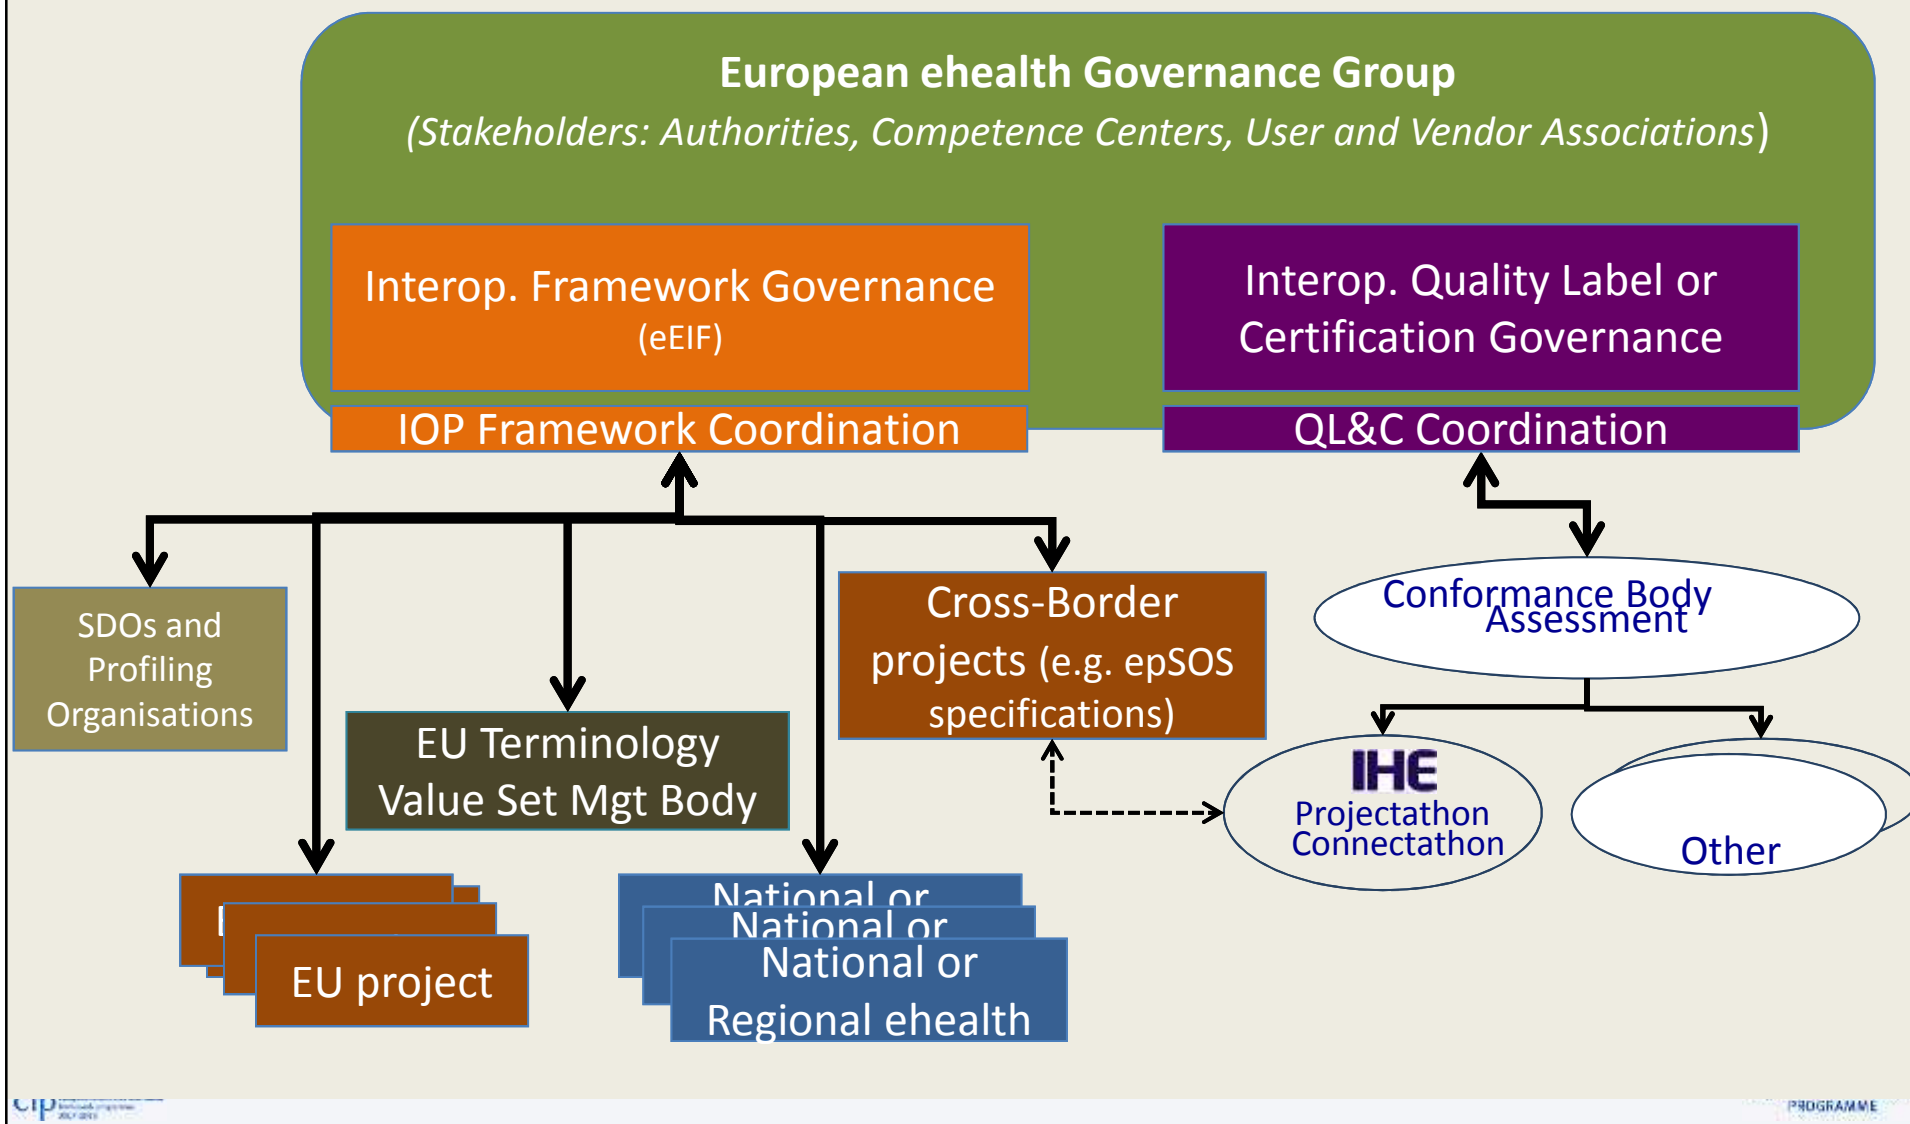 European ehealth Governance Group
(Stakeholders: Authorities, Competence Centers, User and Vendor Associations)
Interop. Framework Governance
(eEIF)
Interop. Quality Label or
Certification Governance
IOP Framework Coordination
QL&C Coordination
SDOs and
Profiling
Organisations
EU Terminology
Value Set Mgt Body
Cross-Border
projects (e.g. epSOS
specifications)
Conformance Body
Assessment
IHE
Projectathon
Connectathon
Other
EU project
National or
National or
National or
Regional ehealth
cip
PROGRAMME